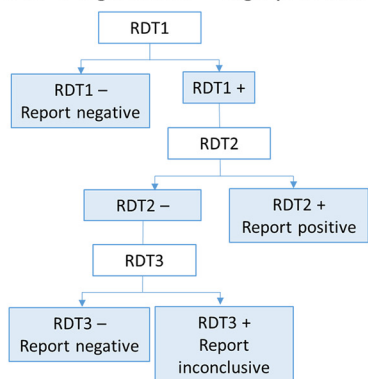 RDT1
RDT1 –
Report negative
RDT1 +
RDT2
RDT2 –
RDT2 +
Report positive
RDT3
RDT3 –
Report negative
RDT3 +
Report
inconclusive